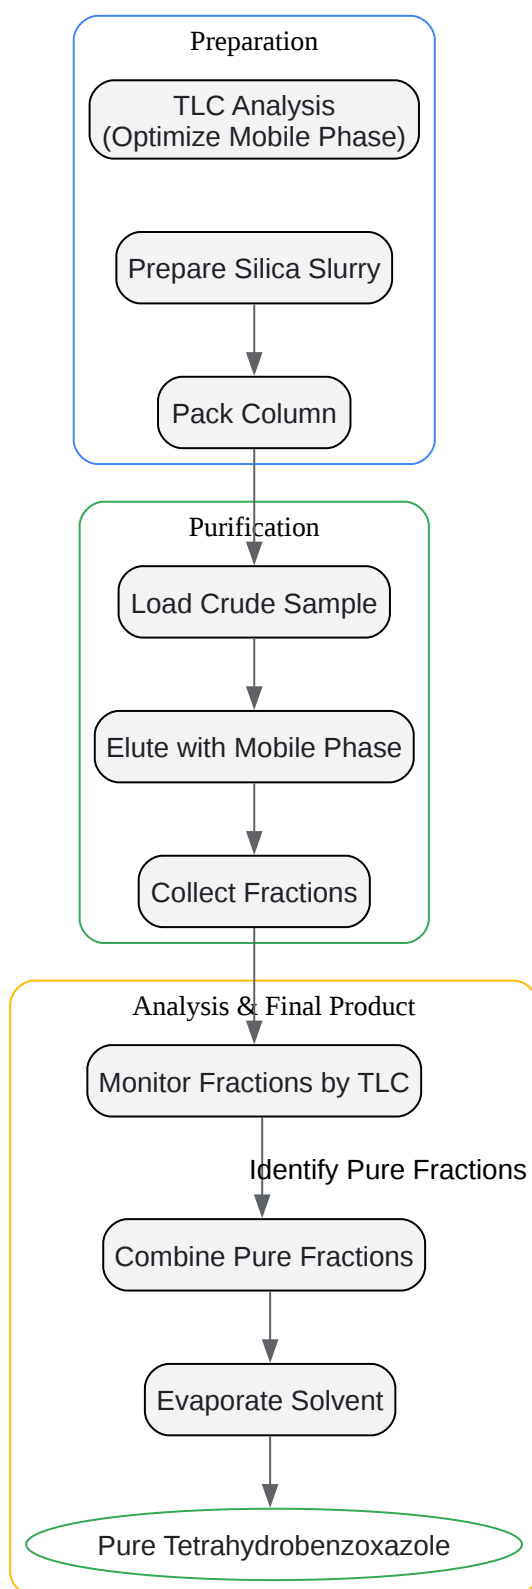 Preparation
TLC Analysis
(Optimize Mobile Phase)
Prepare Silica Slurry
Pack Column
Purification
Load Crude Sample
Elute with Mobile Phase
Collect Fractions
Analysis & Final Product
Monitor Fractions by TLC
Identify Pure Fractions
Combine Pure Fractions
Evaporate Solvent
Pure Tetrahydrobenzoxazole